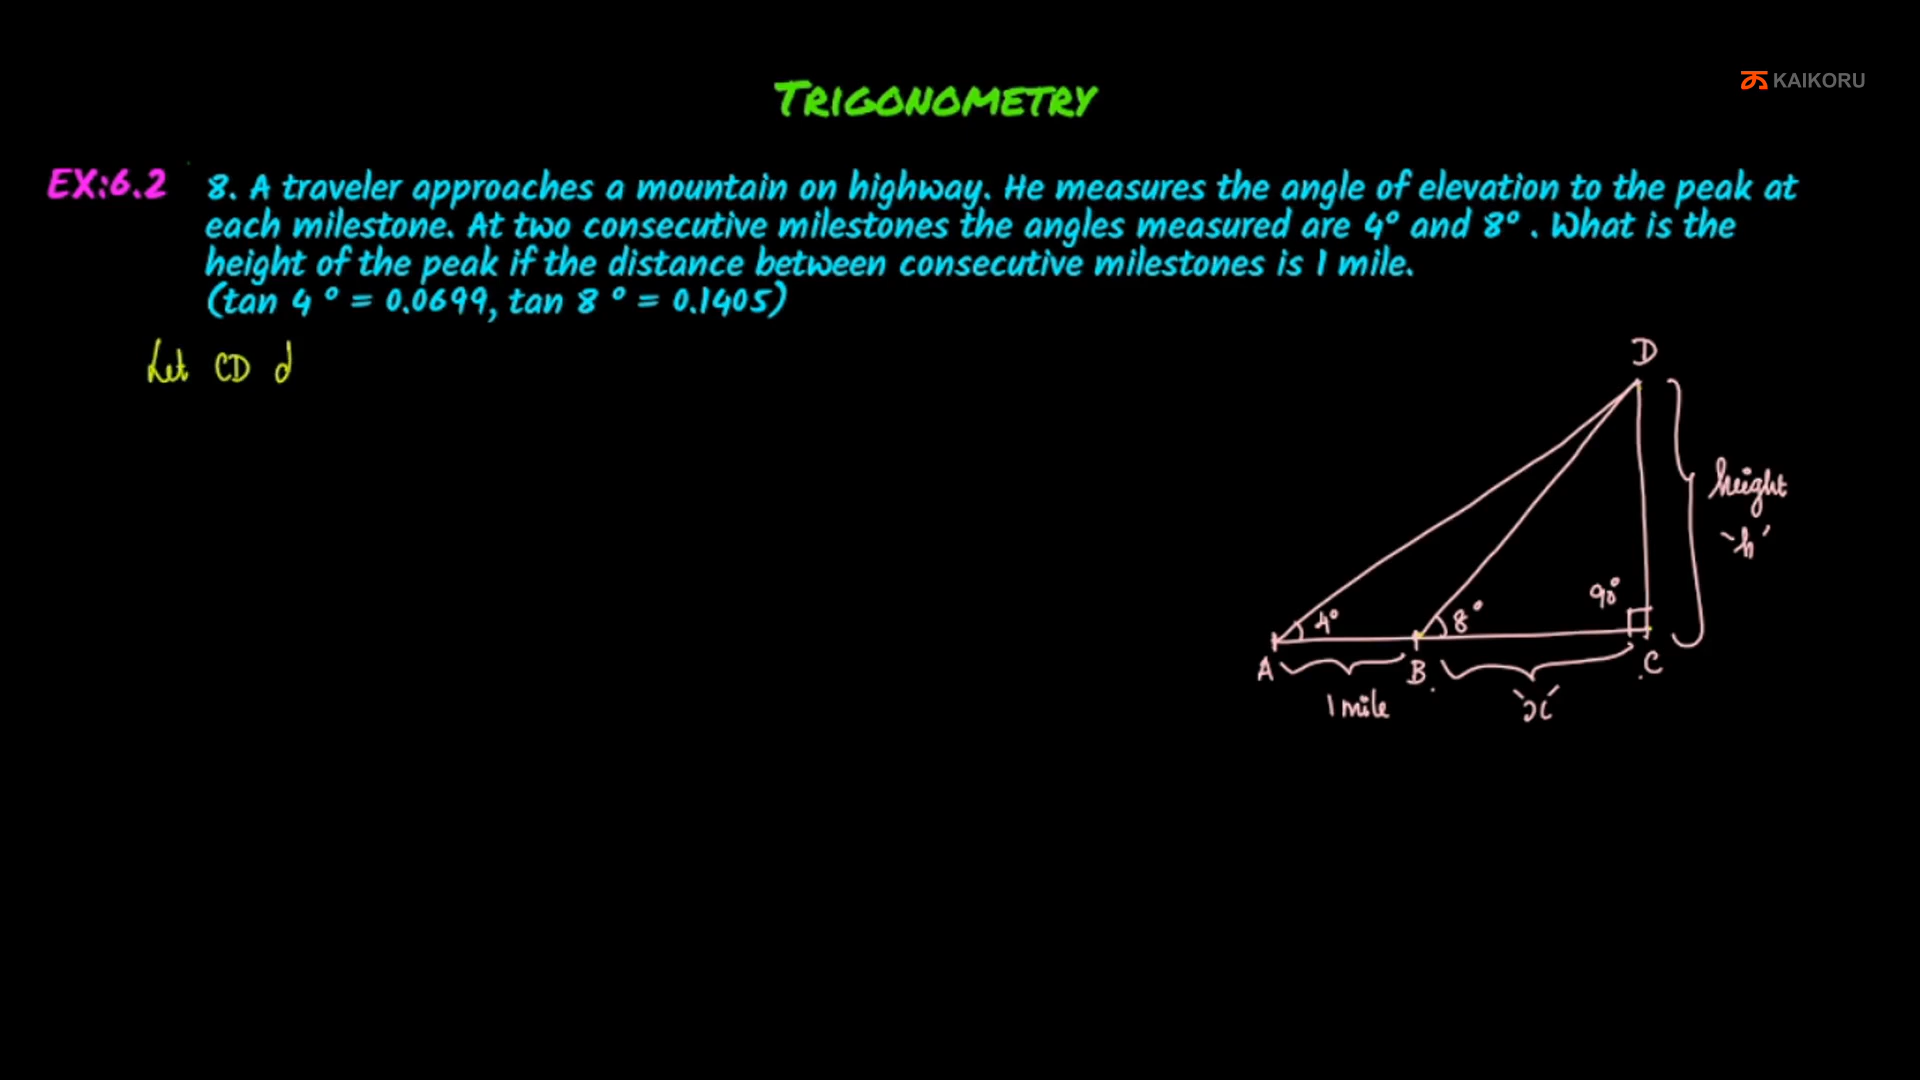 TRIGONOMETRY
KAIKORU
EX:6.2
8. A traveler approaches a mountain on highway. He measures the angle of elevation to the peak at
each milestone. At two consecutive milestones the angles measured are 4° and 8° . What is the
height of the peak if the distance between consecutive milestones is 1 mile.
(tan 4 ° = 0.0699, tan 8 ° = 0.1405)
Let CD d
D
height
'h'
90°
4°
8°
A
B
C
1 mile
'x'